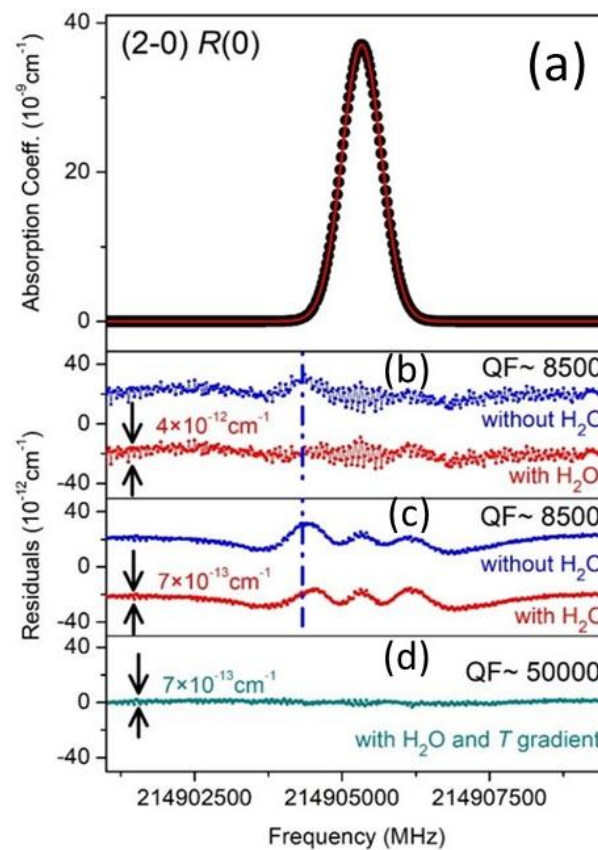 (2-0) R(0)
(a)
Absorption Coeff. (10⁻⁹cm⁻¹)
40
20
0
(b)
QF~ 8500
without H₂O
4×10⁻¹²cm⁻¹
with H₂O
40
20
0
-40
(c)
QF~ 8500
without H₂O
7×10⁻¹³cm⁻¹
with H₂O
40
0
-40
Residuals (10⁻¹²cm⁻¹)
(d)
QF~ 50000
7×10⁻¹³cm⁻¹
with H₂O and T gradient
40
0
-40
214902500 214905000 214907500
Frequency (MHz)